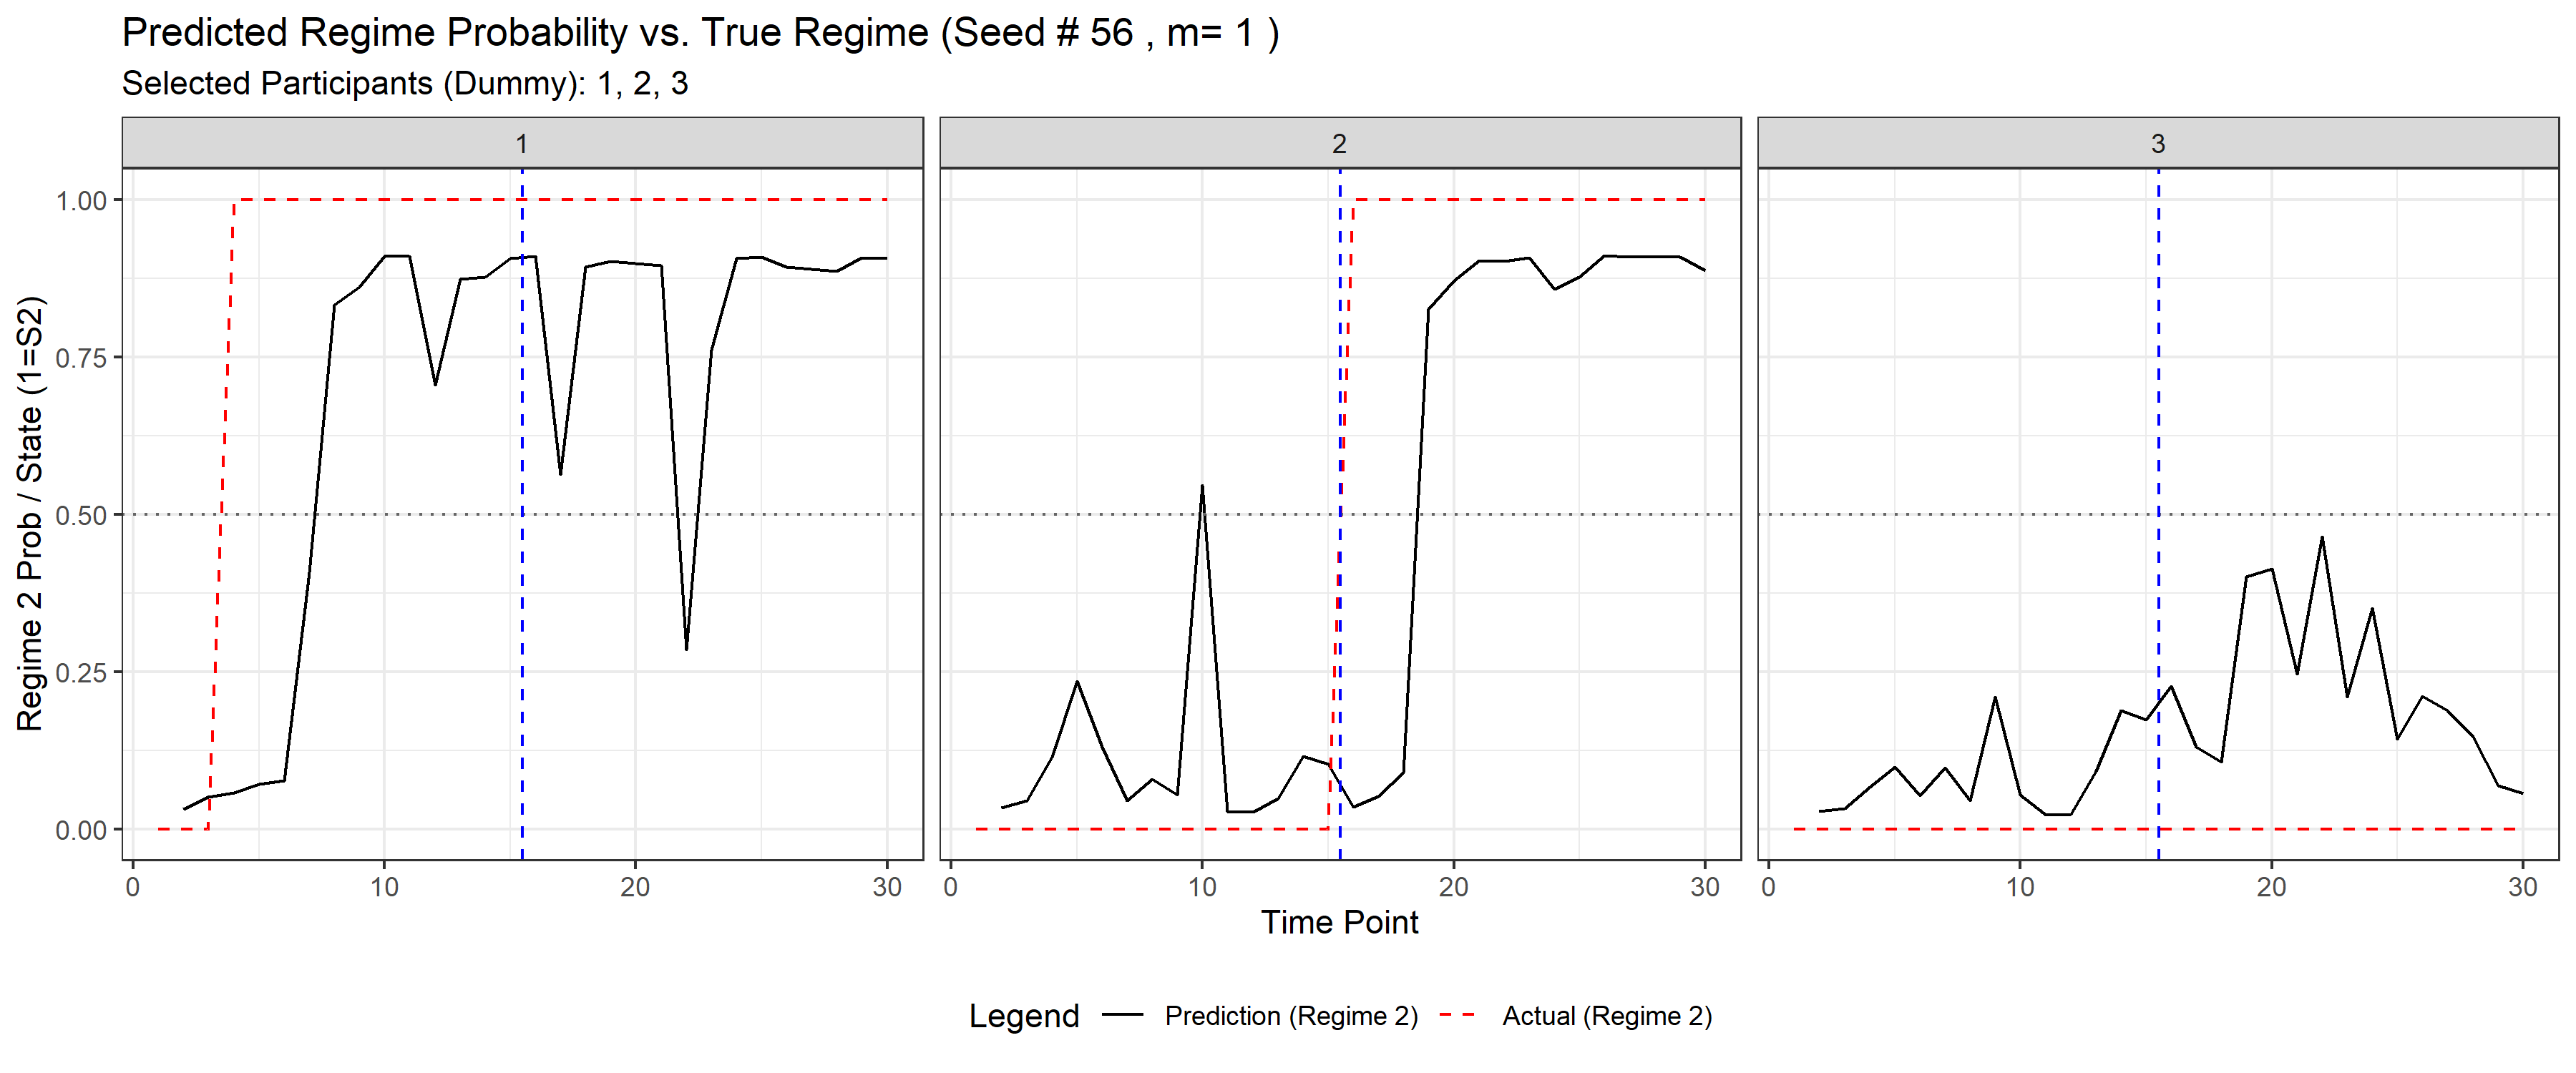 Predicted Regime Probability vs. True Regime (Seed # 56 , m= 1 )
Selected Participants (Dummy): 1, 2, 3
1 2 3
Regime 2 Prob / State (1=S2)
1.00
0.75
0.50
0.25
0.00
0 10 20 30 0 10 20 30 0 10 20 30
Time Point
Legend Prediction (Regime 2) Actual (Regime 2)